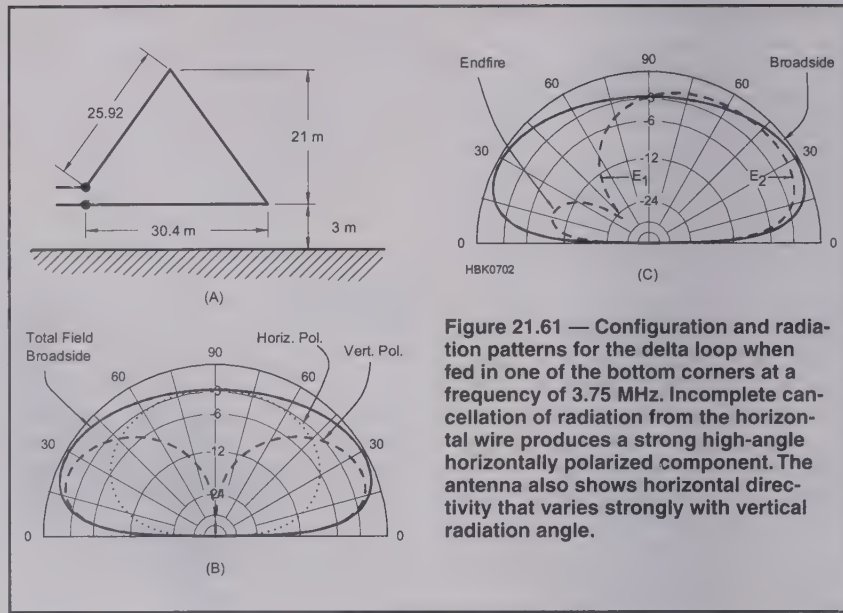 25.92
21 m
30.4 m
3 m
(A)
Endfire
Broadside
90
60
60
30
30
-3
-6
-12
-24
E1
E2
0
0
HBK0702
(C)
Total Field
Broadside
Horiz. Pol.
Vert. Pol.
90
60
60
30
30
-3
-6
-12
-24
0
0
(B)
Figure 21.61 — Configuration and radia-
tion patterns for the delta loop when
fed in one of the bottom corners at a
frequency of 3.75 MHz. Incomplete can-
cellation of radiation from the horizon-
tal wire produces a strong high-angle
horizontally polarized component. The
antenna also shows horizontal direc-
tivity that varies strongly with vertical
radiation angle.